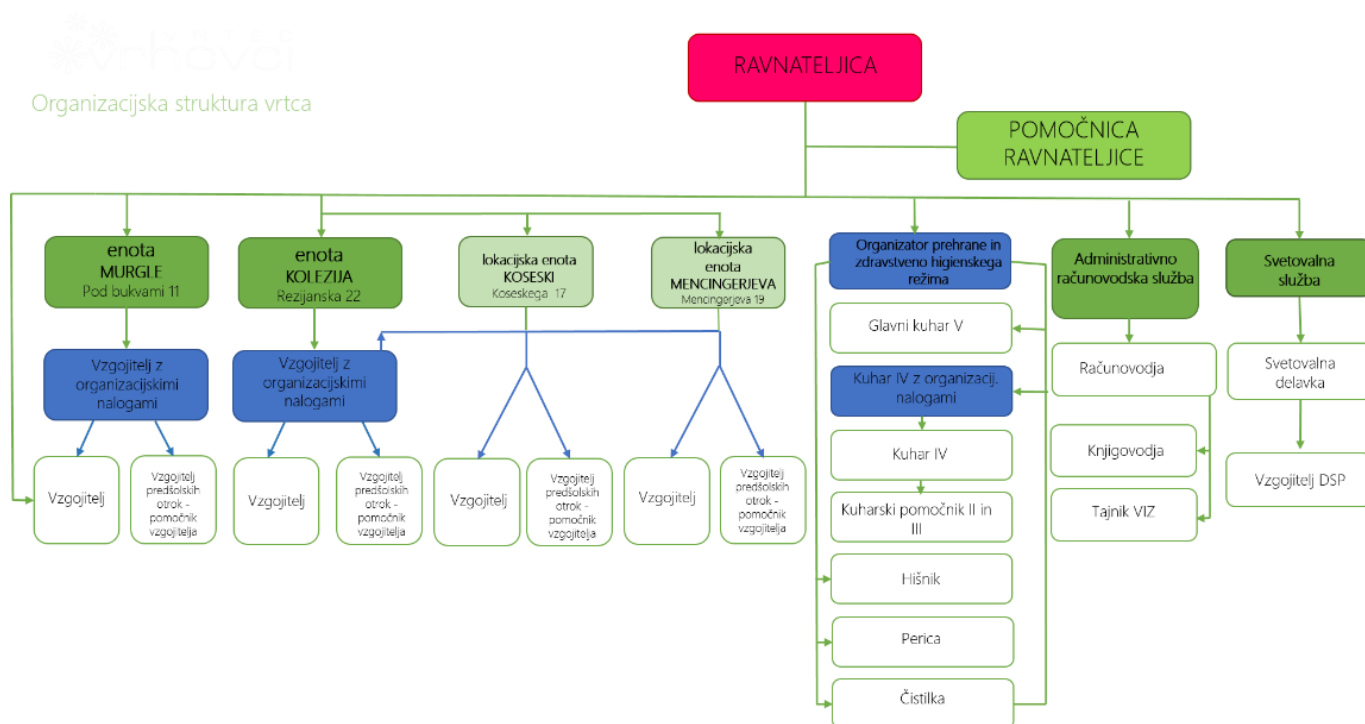 VRTEC
vrhovci
Organizacijska struktura vrtca
RAVNATELJICA
POMOČNICA
RAVNATELJICE
enota
MURGLE
Pod bukvami 11
enota
KOLEZIJA
Rezijanska 22
lokacijska enota
KOSESKI
Koseskega 17
lokacijska
enota
MENCINGERJEVA
Mencingerjeva 19
Organizator prehrane in
zdravstveno higienskega
režima
Administrativno
računovodska služba
Svetovalna
služba
Vzgojitelj z
organizacijskimi
nalogami
Vzgojitelj z
organizacijskimi
nalogami
Glavni kuhar V
Kuhar IV z organizacij.
nalogami
Kuhar IV
Kuharski pomočnik II in
III
Hišnik
Perica
Čistilka
Računovodja
Knjigovodja
Tajnik VIZ
Svetovalna
delavka
Vzgojitelj DSP
Vzgojitelj
Vzgojitelj
predšolskih
otrok -
pomočnik
vzgojitelja
Vzgojitelj
Vzgojitelj
predšolskih
otrok -
pomočnik
vzgojitelja
Vzgojitelj
Vzgojitelj
predšolskih
otrok -
pomočnik
vzgojitelja
Vzgojitelj
Vzgojitelj
predšolskih
otrok -
pomočnik
vzgojitelja